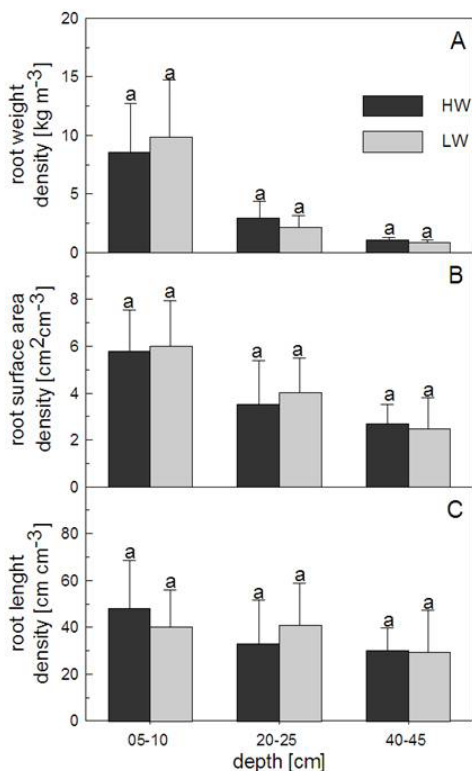 20
15
10
5
0
root weight
density [kg m-3]
A
HW
LW
a a a a a a
8
6
4
2
0
root surface area
density [cm2cm-3]
B
a a a a a a
80
60
40
20
0
root lenght
density [cm cm-3]
C
a a a a a a
05-10 20-25 40-45
depth [cm]